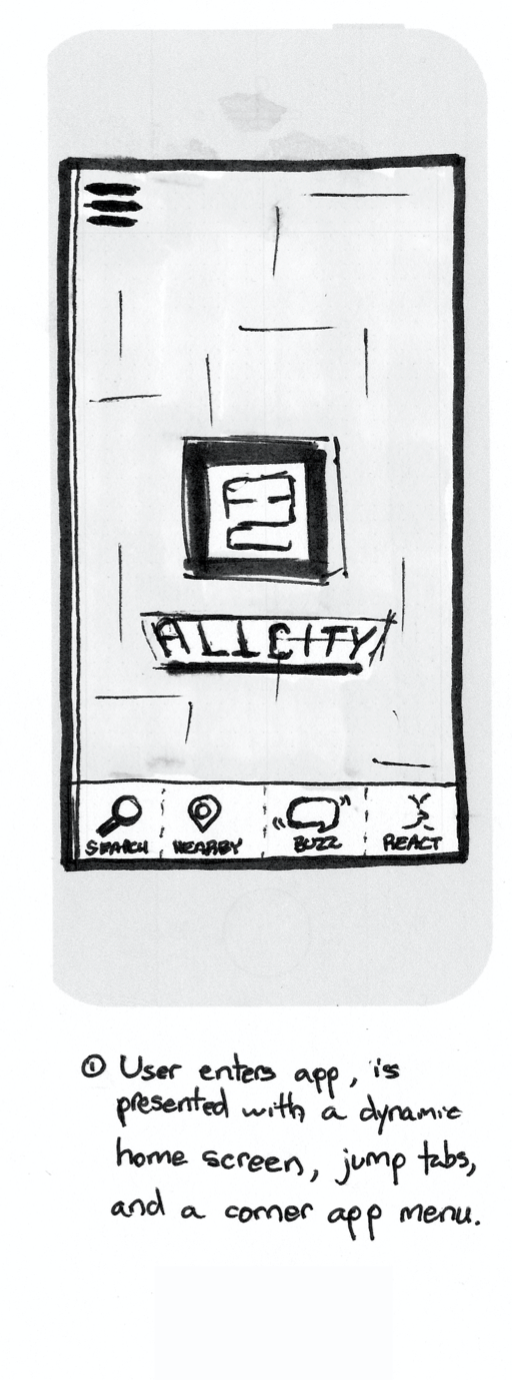 ALLCITY
SEARCH
NEARBY
BUZZ
REACT
① User enters app, is
presented with a dynamic
home screen, jump tabs,
and a corner app menu.